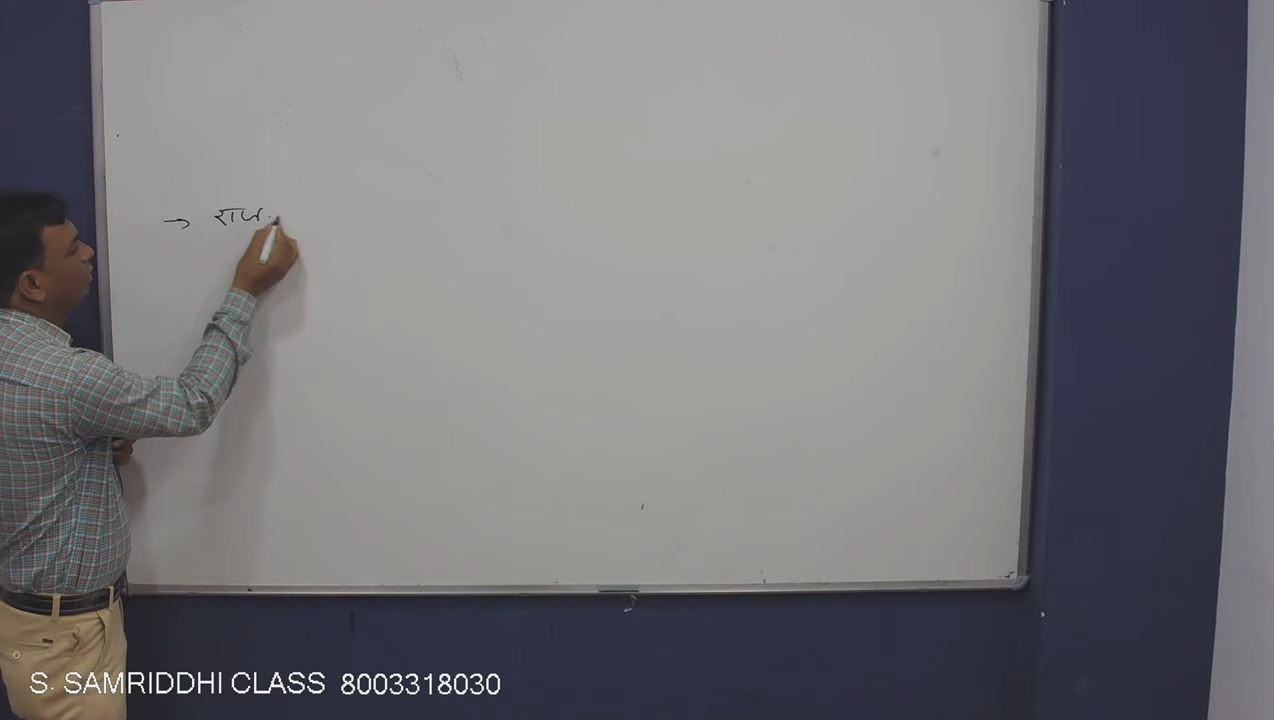 → राज.
S. SAMRIDDHI CLASS 8003318030